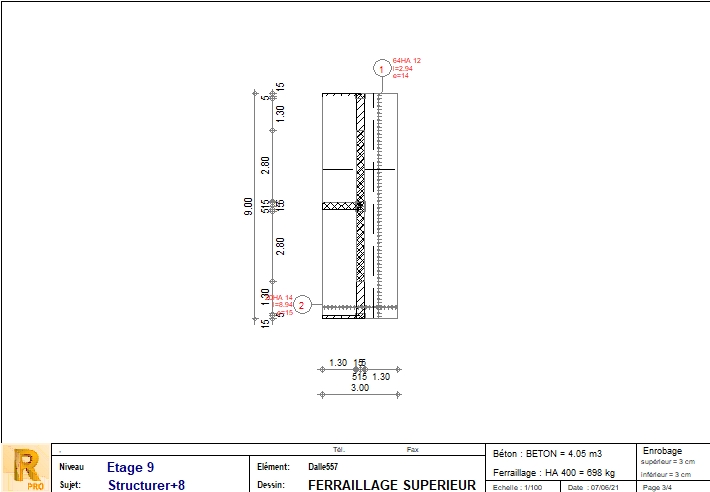 1
64HA 12
l=2.94
e=14
15
5
1.30
2.80
9.00
515
15
2.80
1.30
5
15
HA 14
l=8.94
e=15
2
1.30
15
515
1.30
3.00
R
PRO
.
Tél.
Fax
Niveau
Etage 9
Elément:
Dalle557
Sujet:
Structurer+8
Dessin:
FERRAILLAGE SUPERIEUR
Béton : BETON = 4.05 m3
Ferraillage : HA 400 = 698 kg
Enrobage
supérieur = 3 cm
inférieur = 3 cm
Echelle : 1/100
Date : 07/06/21
Page 3/4